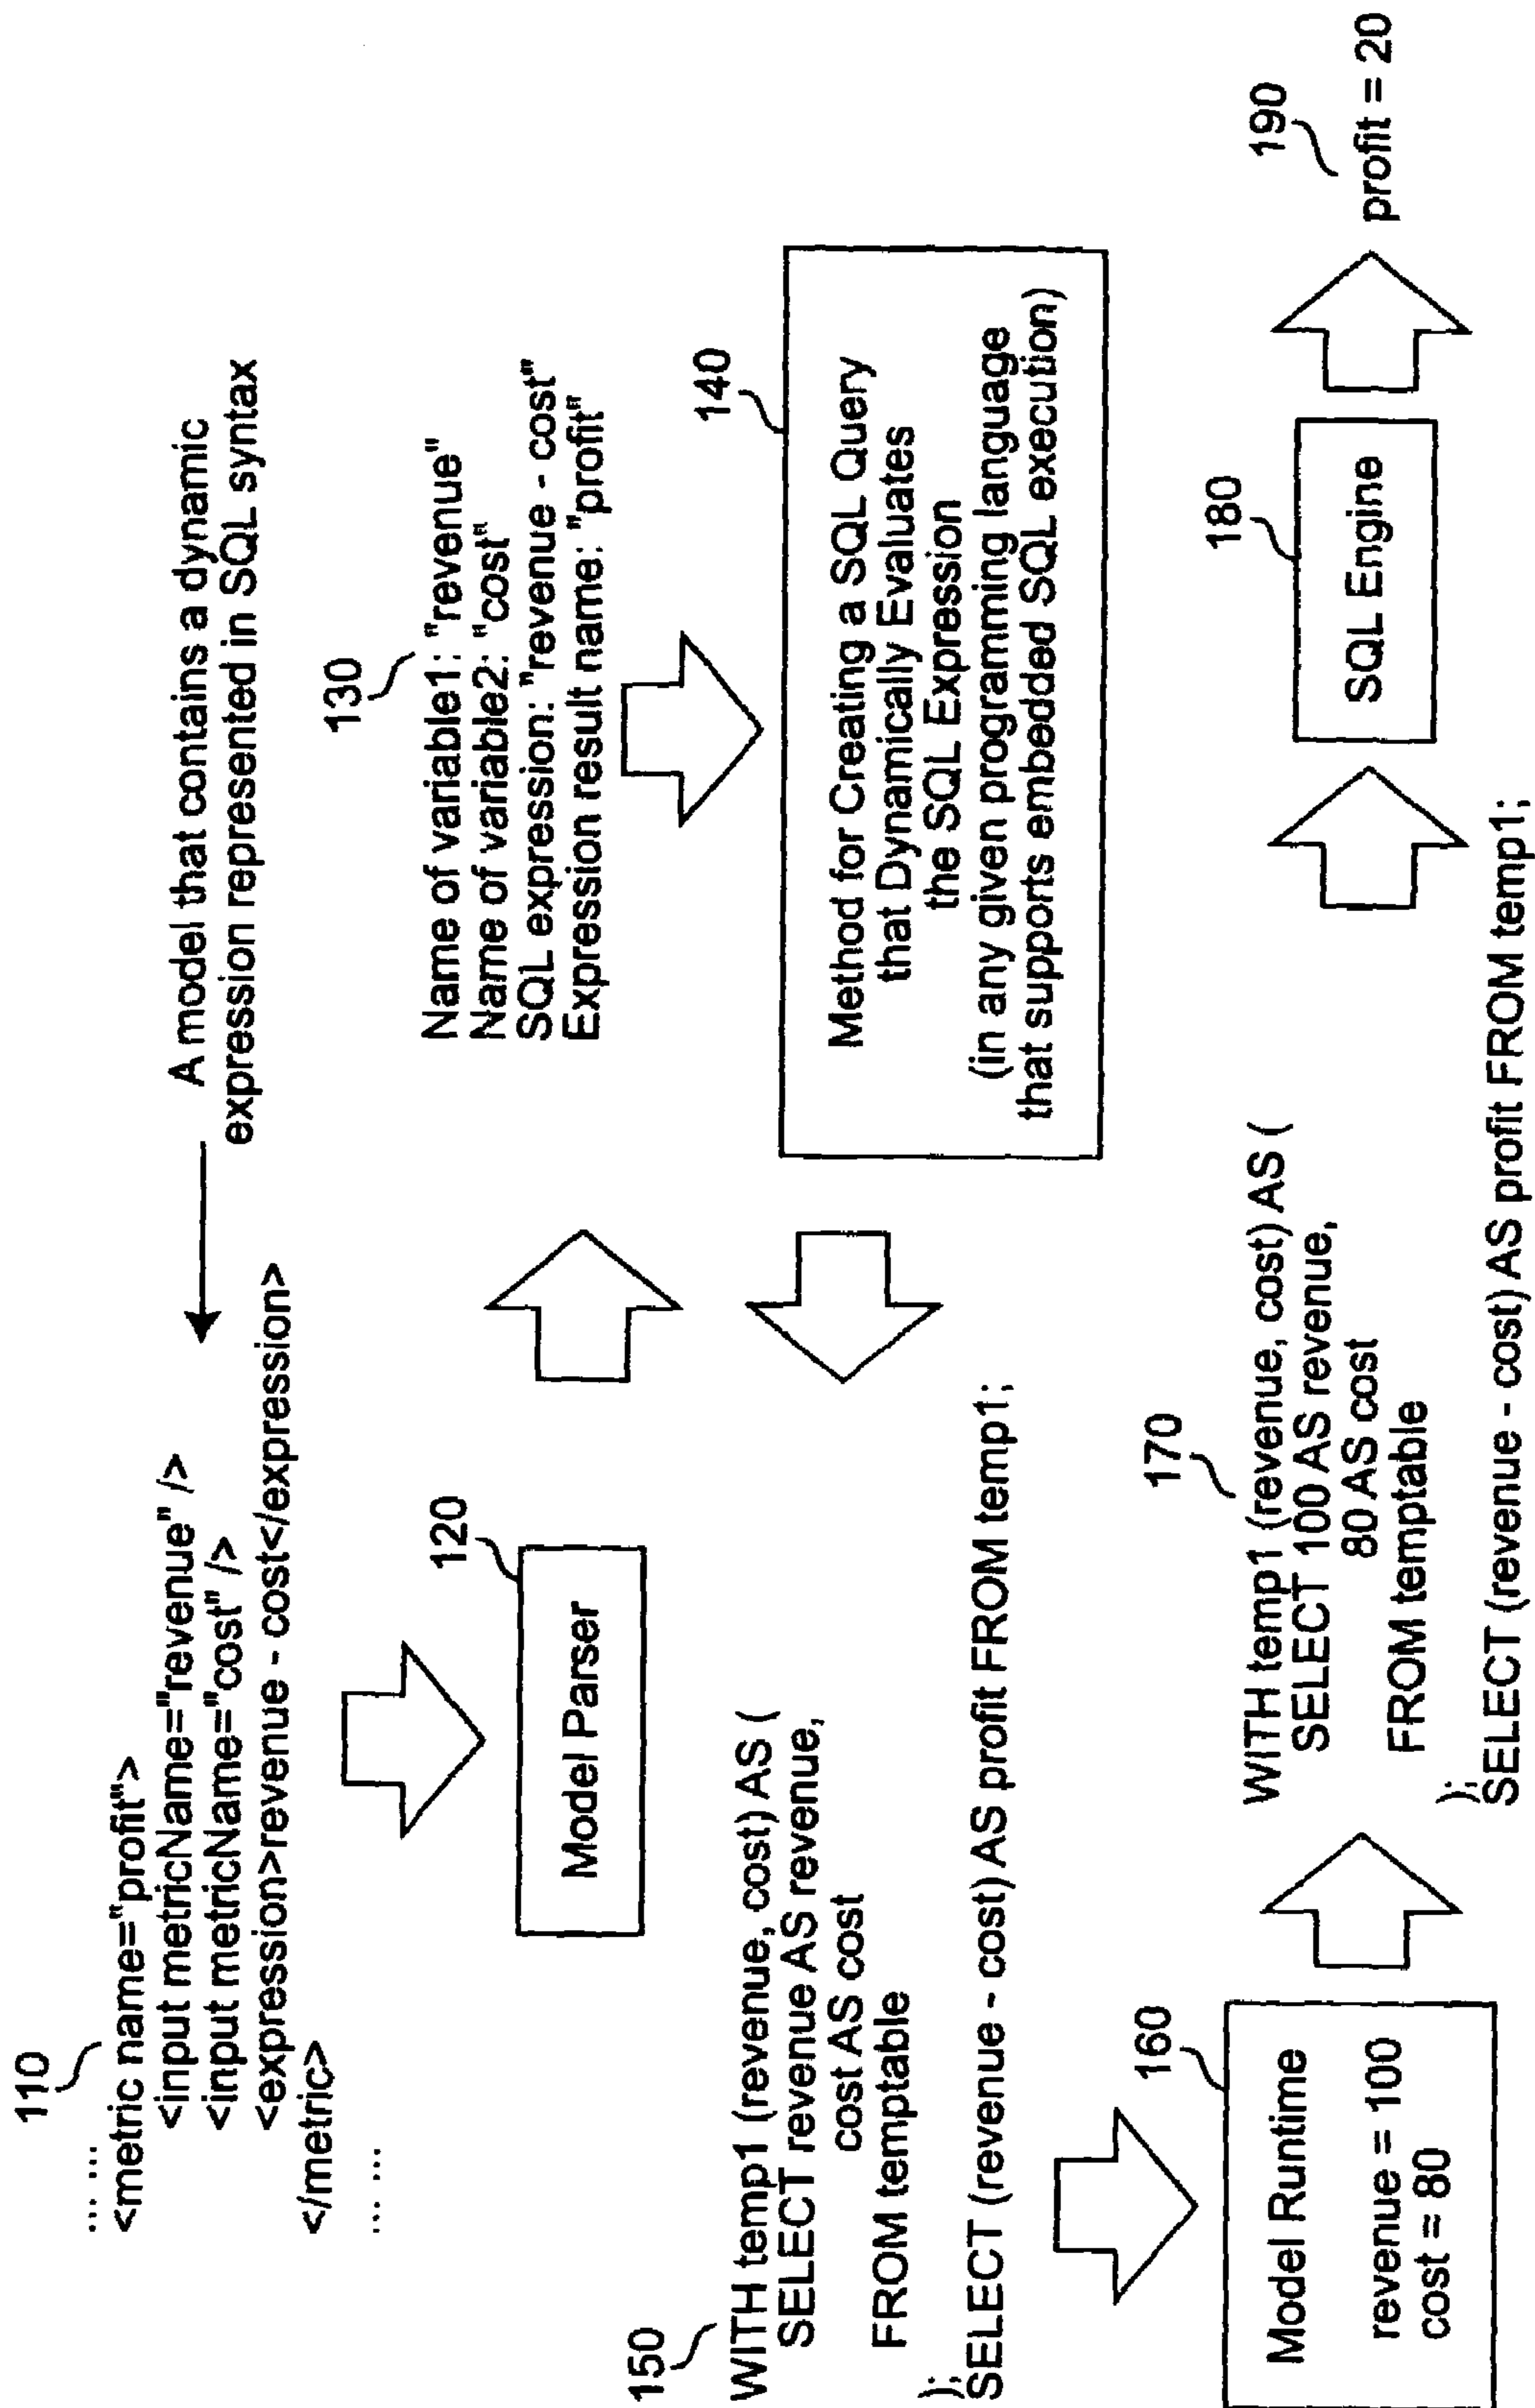 110
... ...
<metric name="profit">
<input metricName="revenue" />
<input metricName="cost" />
<expression>revenue - cost</expression>
</metric>
... ...
A model that contains a dynamic
expression represented in SQL syntax
120
Model Parser
130
Name of variable1: "revenue"
Name of variable2: "cost"
SQL expression: "revenue - cost"
Expression result name: "profit"
140
Method for Creating a SQL Query
that Dynamically Evaluates
the SQL Expression
(in any given programming language
that supports embedded SQL execution)
150
WITH temp1 (revenue, cost) AS (
SELECT revenue AS revenue,
cost AS cost
FROM temptable
);
SELECT (revenue - cost) AS profit FROM temp1;
160
Model Runtime
revenue = 100
cost = 80
170
WITH temp1 (revenue, cost) AS (
SELECT 100 AS revenue,
80 AS cost
FROM temptable
);
SELECT (revenue - cost) AS profit FROM temp1;
180
SQL Engine
190
profit = 20